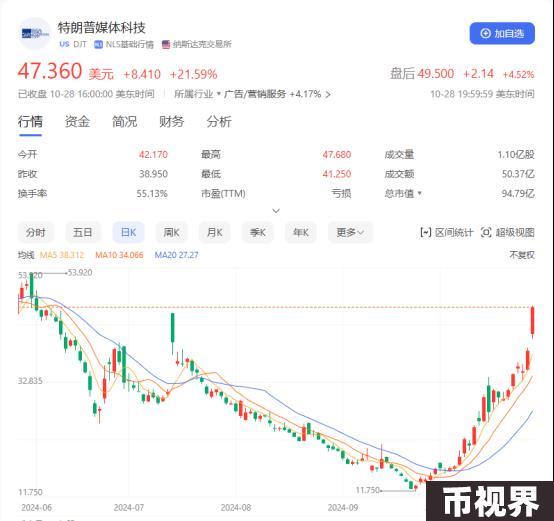 特朗普媒体科技
US DJT NLS基础行情 纳斯达克交易所
加自选
47.360 美元 +8.410 +21.59%
盘后 49.500 +2.14 +4.52%
已收盘 10-28 16:00:00 美东时间 所属行业 广告/营销服务 +4.17%
10-28 19:59:59 美东时间
行情 资金 简况 财务 分析
今开 42.170 最高 47.680 成交量 1.10亿股
昨收 38.950 最低 41.250 成交额 50.37亿
换手率 55.13% 市盈(TTM) 亏损 总市值 94.79亿
分时 五日 日K 周K 月K 季K 年K 更多 区间统计 超级视图
均线 MA5 38.312 MA10 34.066 MA20 27.27 不复权
53.920 53.920
32.835
11.750
11.750
2024-06 2024-07 2024-08 2024-09
币视界